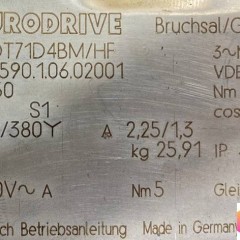 URODRIVE Bruchsal/G
DT71D4BM/HF 3~
590.1.06.02001 VDE
50 Nm
S1 cos
/380Y A 2,25/1,3
kg 25,91 IP
0V~ A Nm 5 Glei
ch Betriebsanleitung Made in German